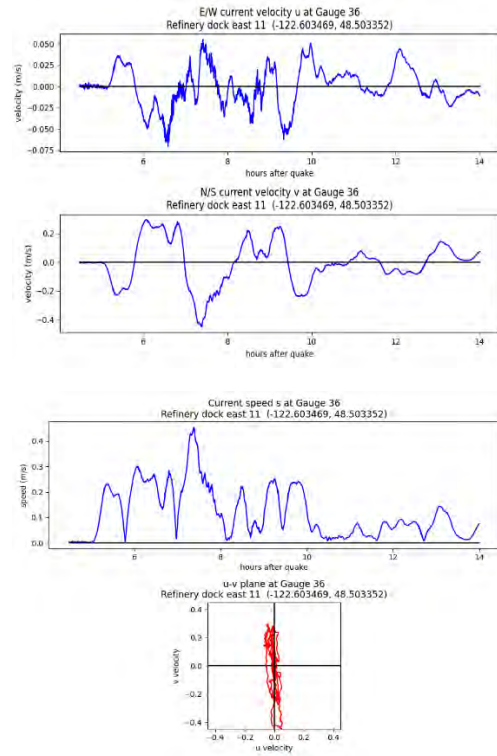 E/W current velocity u at Gauge 36
Refinery dock east 11 (-122.603469, 48.503352)
0.050
0.025
0.000
-0.025
-0.050
-0.075
velocity (m/s)
6 8 10 12 14
hours after quake
N/S current velocity v at Gauge 36
Refinery dock east 11 (-122.603469, 48.503352)
0.2
0.0
-0.2
-0.4
velocity (m/s)
6 8 10 12 14
hours after quake
Current speed s at Gauge 36
Refinery dock east 11 (-122.603469, 48.503352)
0.4
0.3
0.2
0.1
0.0
speed (m/s)
6 8 10 12 14
hours after quake
u-v plane at Gauge 36
Refinery dock east 11 (-122.603469, 48.503352)
0.4
0.2
0.0
-0.2
-0.4
v velocity
-0.4 -0.2 0.0 0.2 0.4
u velocity